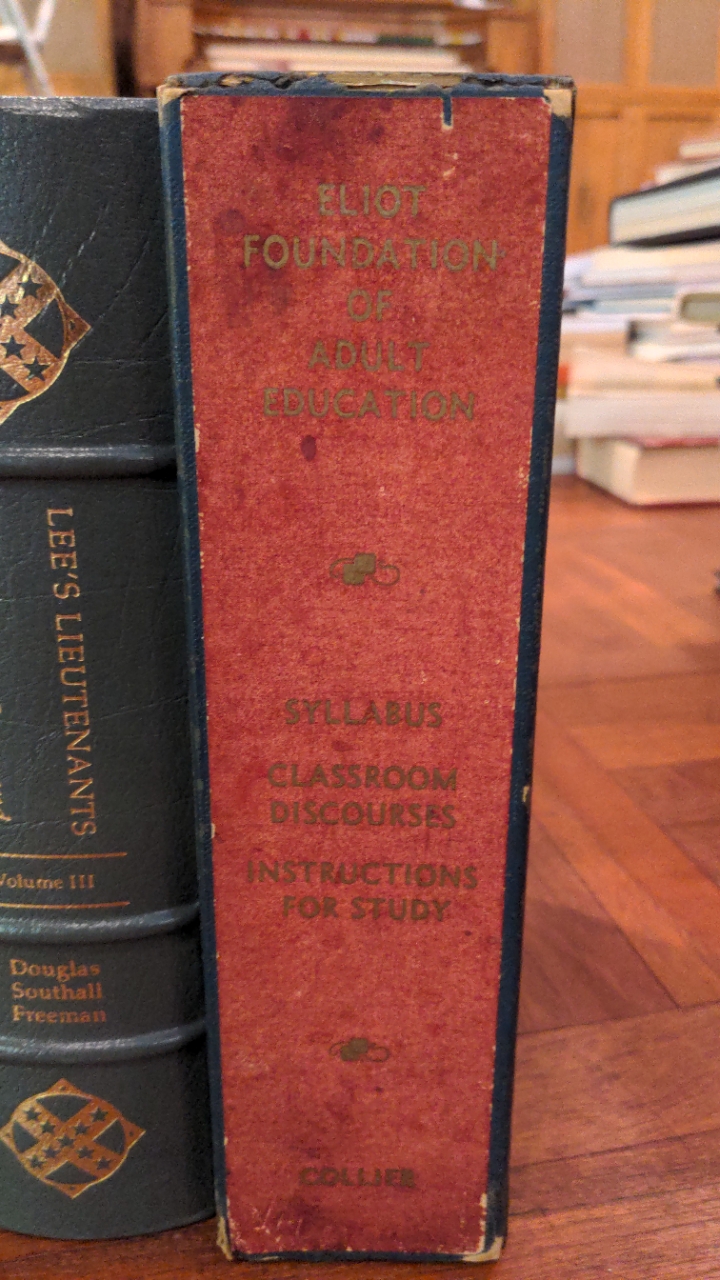 LEE'S LIEUTENANTS
Volume III
Douglas
Southall
Freeman
ELIOT
FOUNDATION
OF
ADULT
EDUCATION
SYLLABUS
CLASSROOM
DISCOURSES
INSTRUCTIONS
FOR STUDY
COLLIER